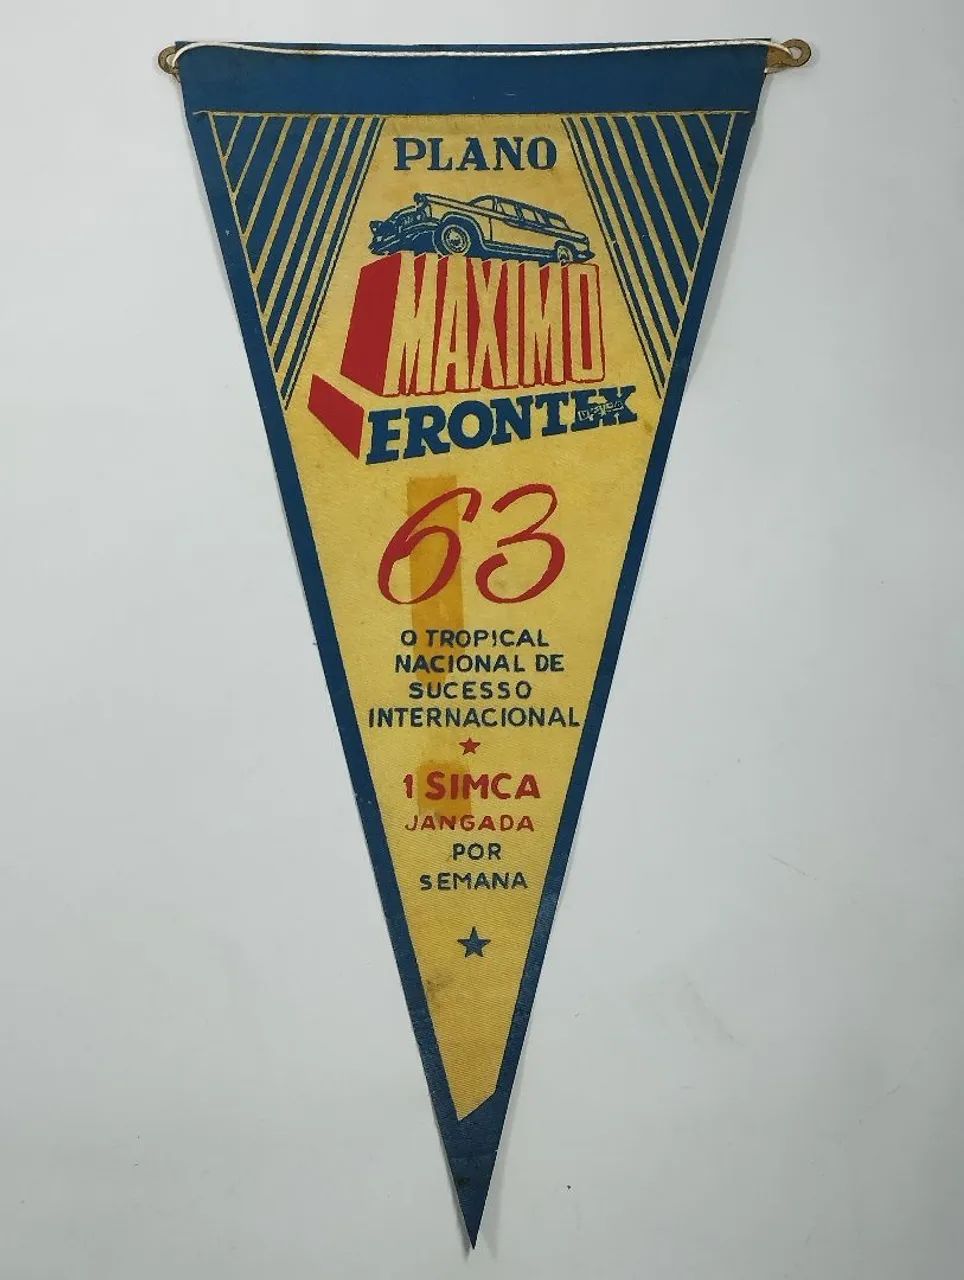 PLANO
MAXIMO
ERONTEX
63
O TROPICAL
NACIONAL DE
SUCESSO
INTERNACIONAL
1 SIMCA
JANGADA
POR
SEMANA